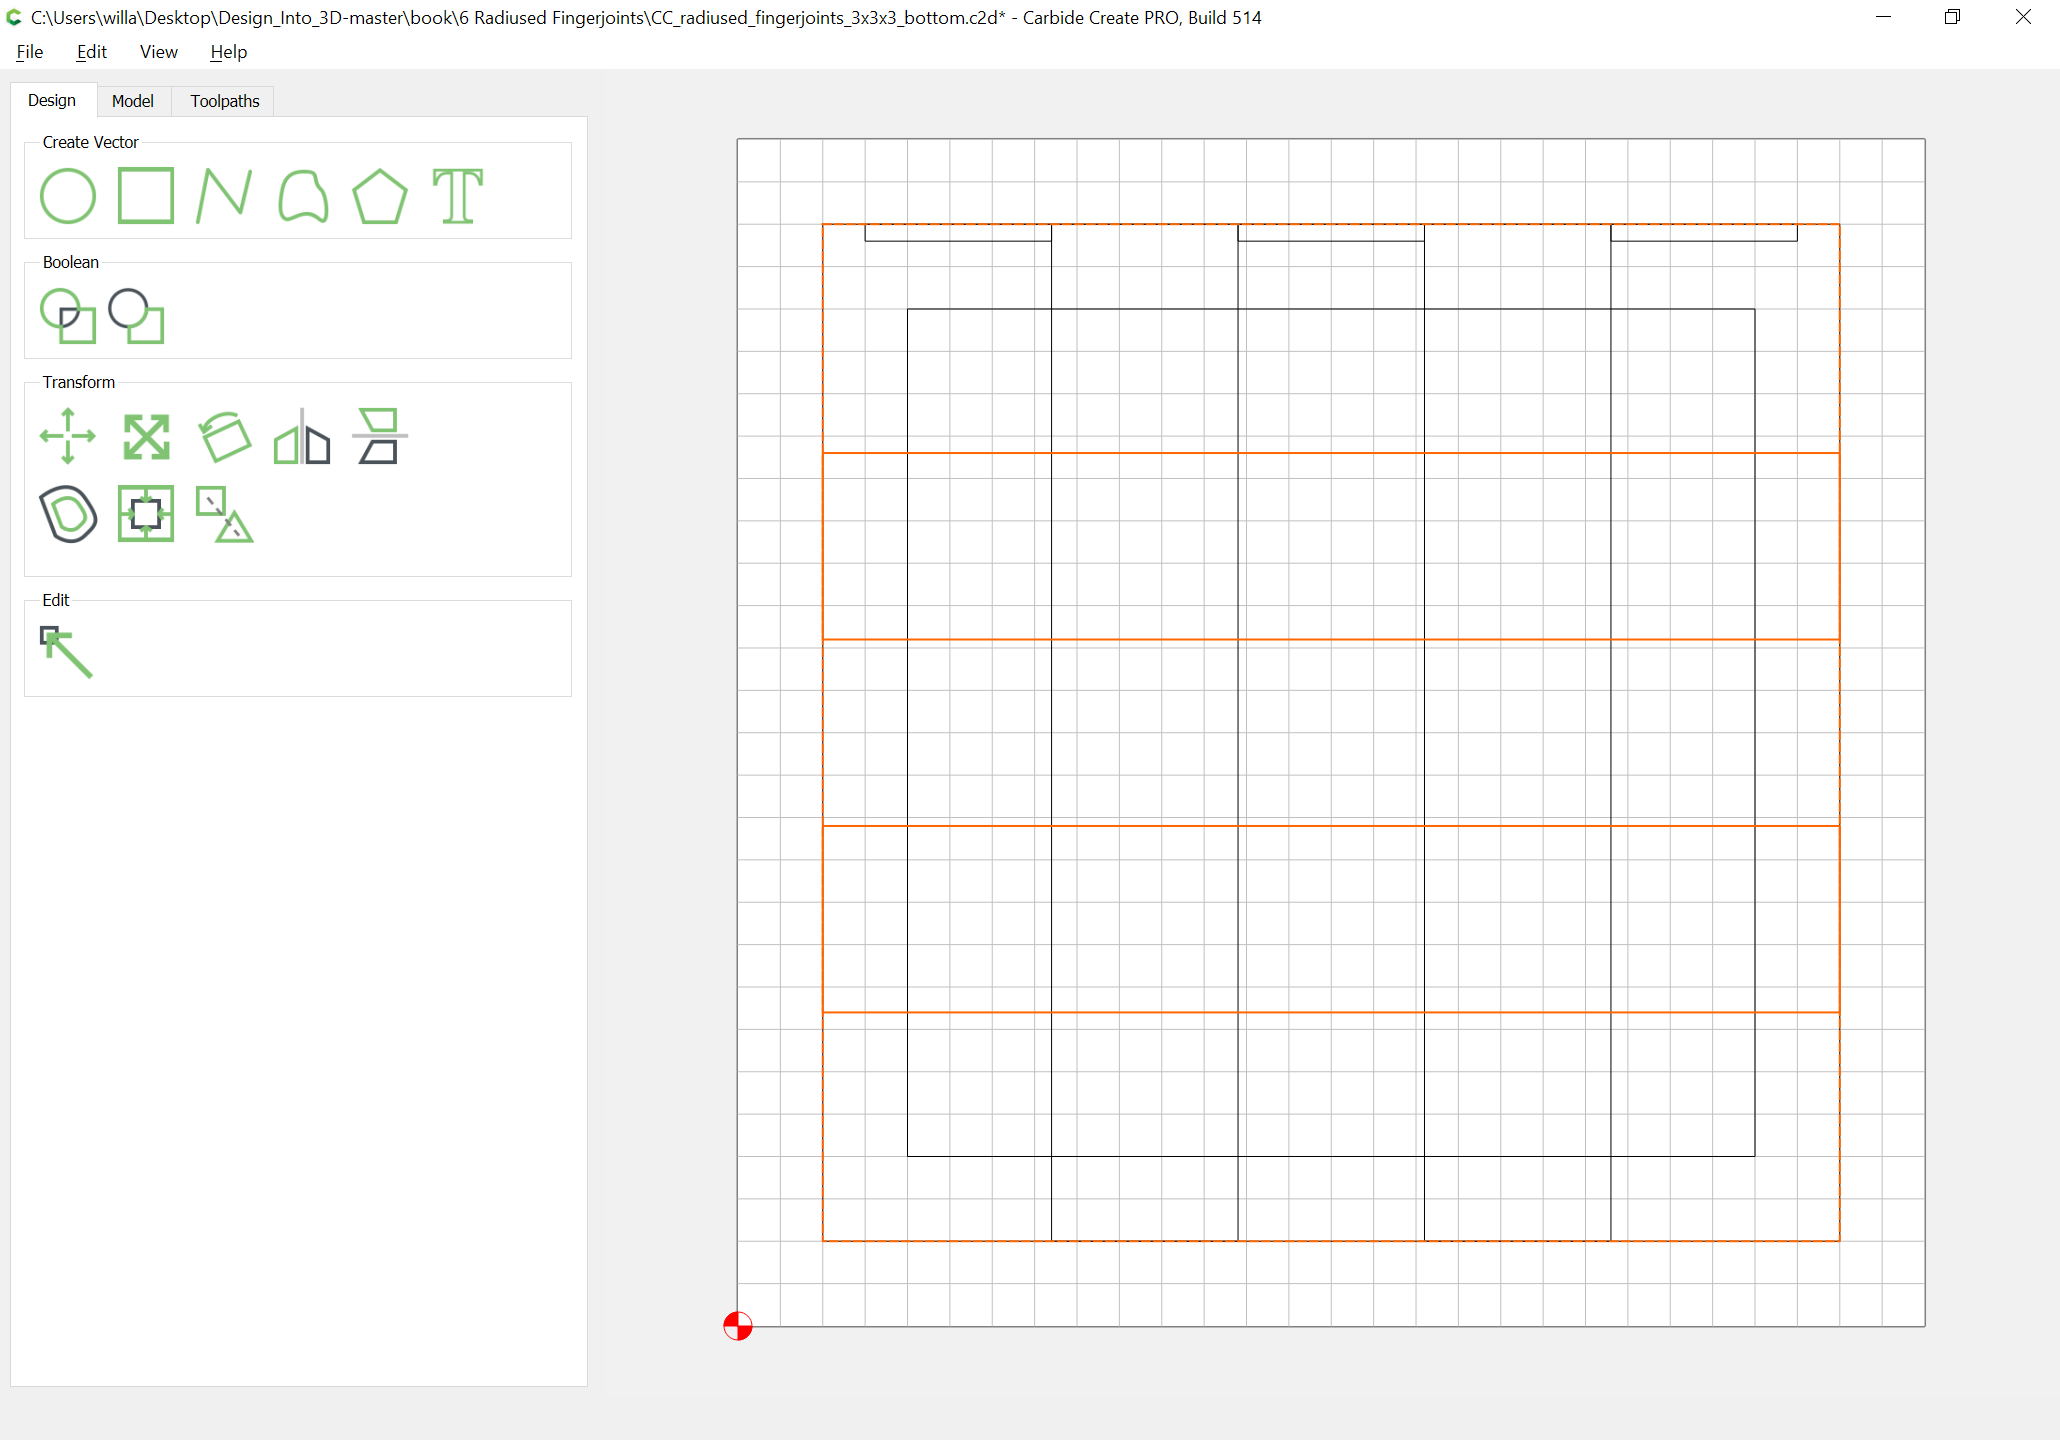 C:\Users\willa\Desktop\Design_Into_3D-master\book\6 Radiused Fingerjoints\CC_radiused_fingerjoints_3x3x3_bottom.c2d* - Carbide Create PRO, Build 514
File Edit View Help
Design Model Toolpaths
Create Vector
T
Boolean
Transform
Edit